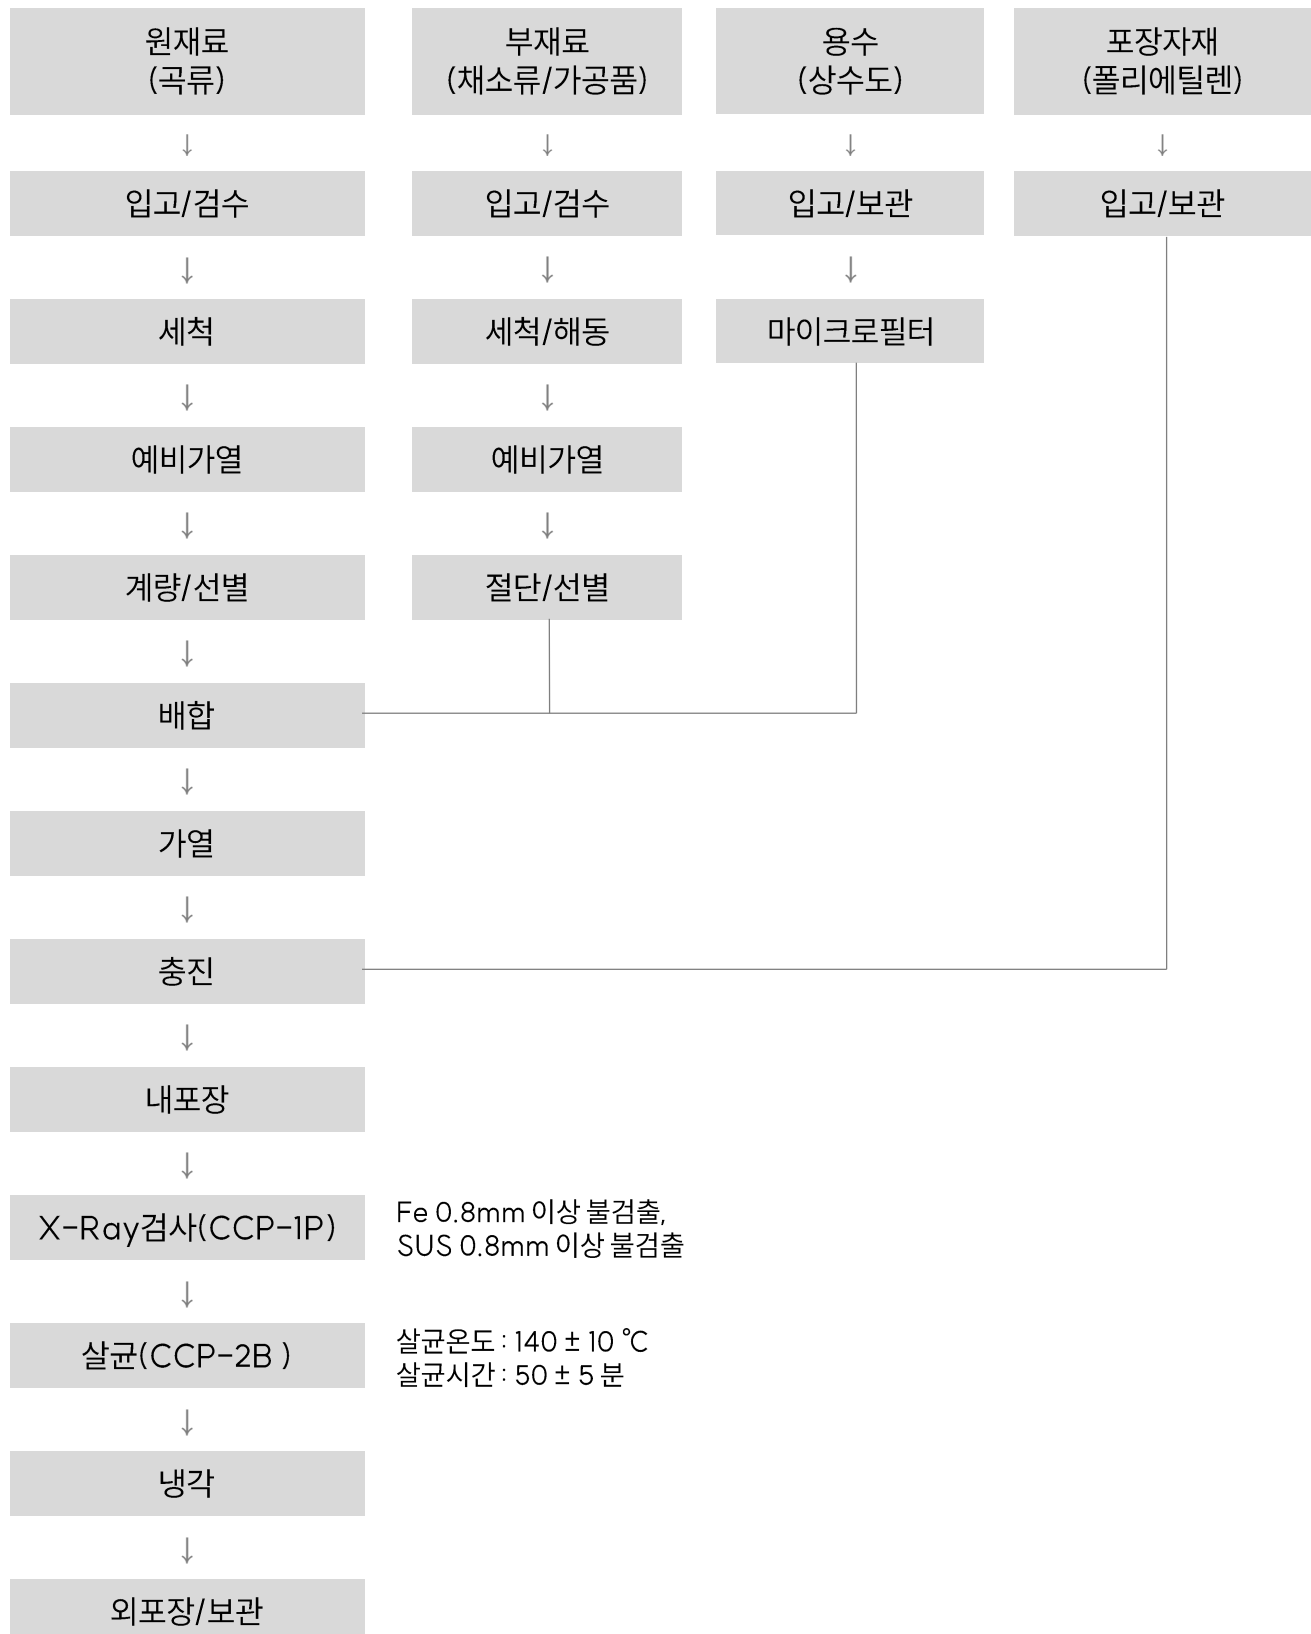 원재료
(곡류)
부재료
(채소류/가공품)
용수
(상수도)
포장자재
(폴리에틸렌)
↓
↓
↓
↓
입고/검수
입고/검수
입고/보관
입고/보관
↓
↓
↓
세척
세척/해동
마이크로필터
↓
↓
예비가열
예비가열
↓
↓
계량/선별
절단/선별
↓
배합
↓
가열
↓
충진
↓
내포장
↓
X-Ray검사(CCP-1P)
Fe 0.8mm 이상 불검출,
SUS 0.8mm 이상 불검출
↓
살균(CCP-2B )
살균온도 : 140 ± 10 ℃
살균시간 : 50 ± 5 분
↓
냉각
↓
외포장/보관